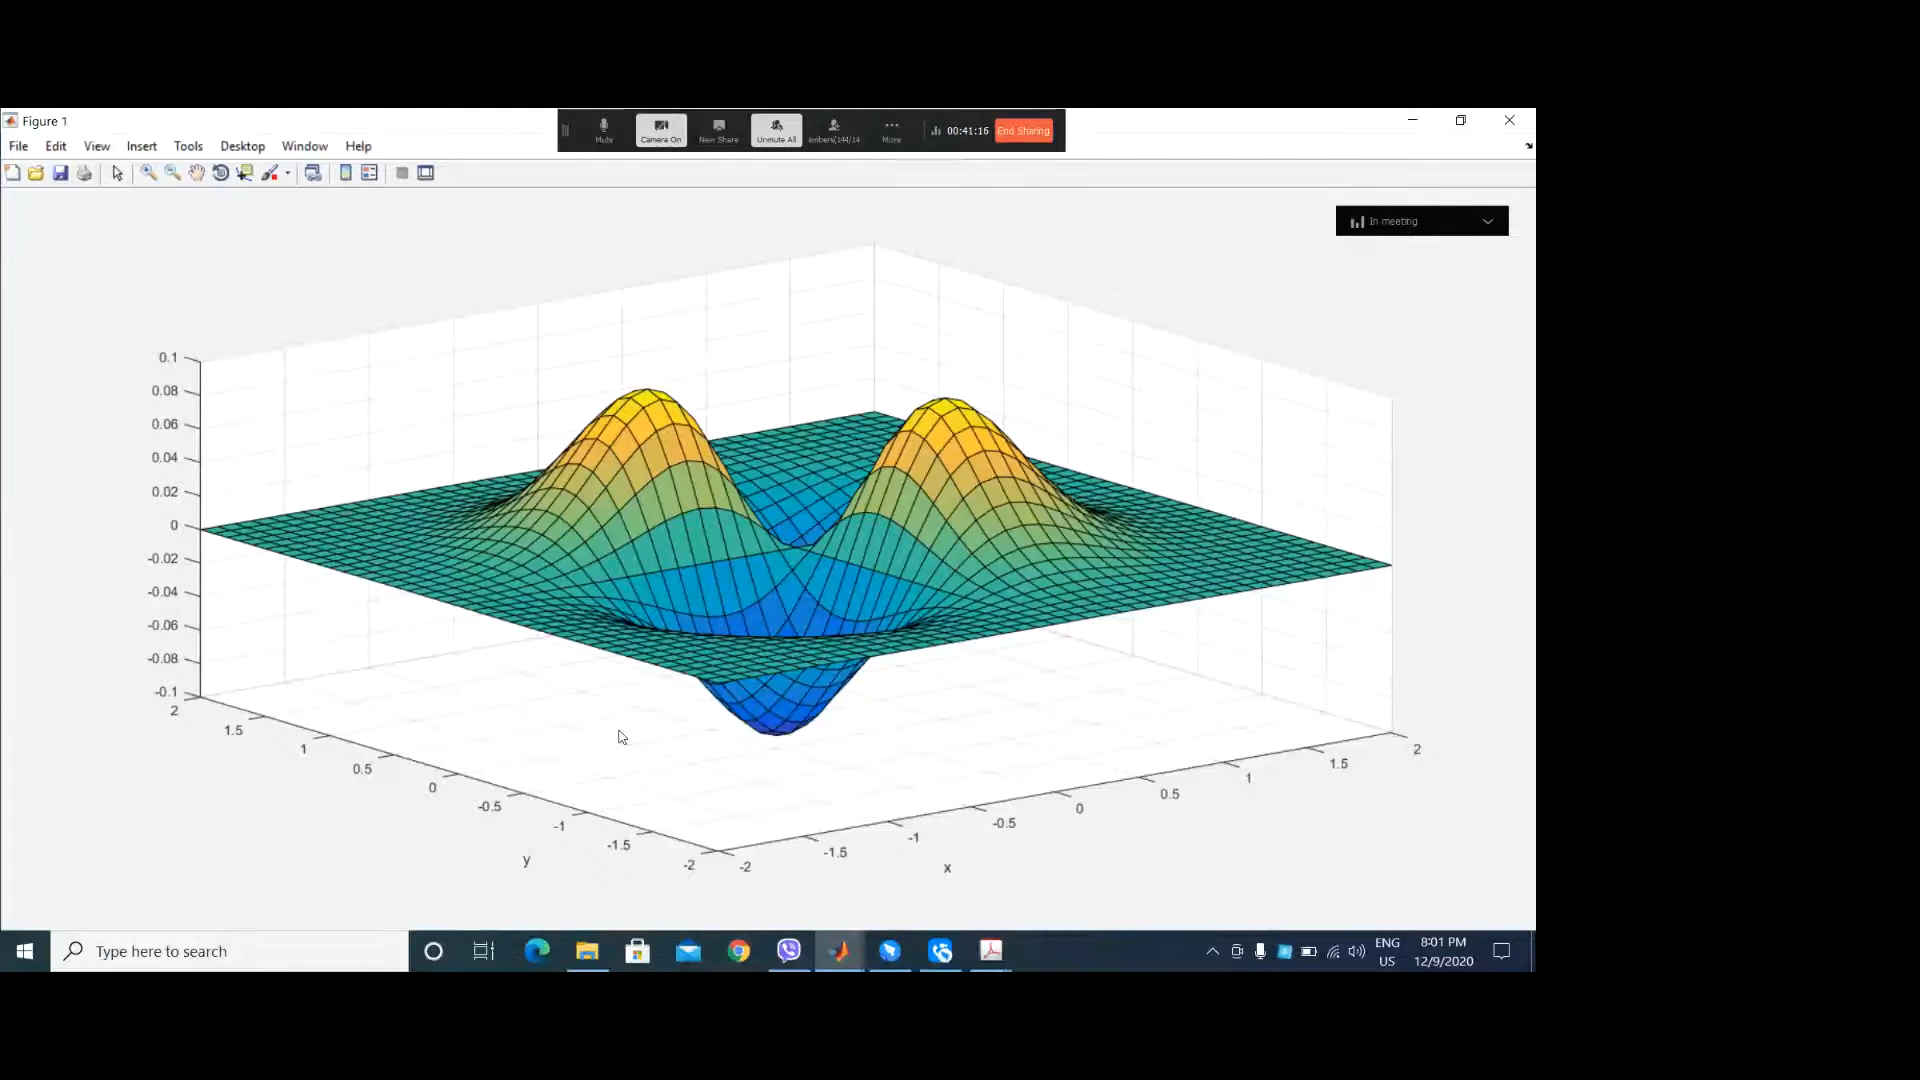 Figure 1
Mute
Camera On
New Share
Unmute All
embers(144/14
More
00:41:16
End Sharing
File Edit View Insert Tools Desktop Window Help
In meeting
0.1
0.08
0.06
0.04
0.02
0
-0.02
-0.04
-0.06
-0.08
-0.1
2
1.5
1
0.5
0
-0.5
-1
-1.5
-2
y
-2
-1.5
-1
-0.5
0
0.5
1
1.5
2
x
Type here to search
ENG
US
8:01 PM
12/9/2020